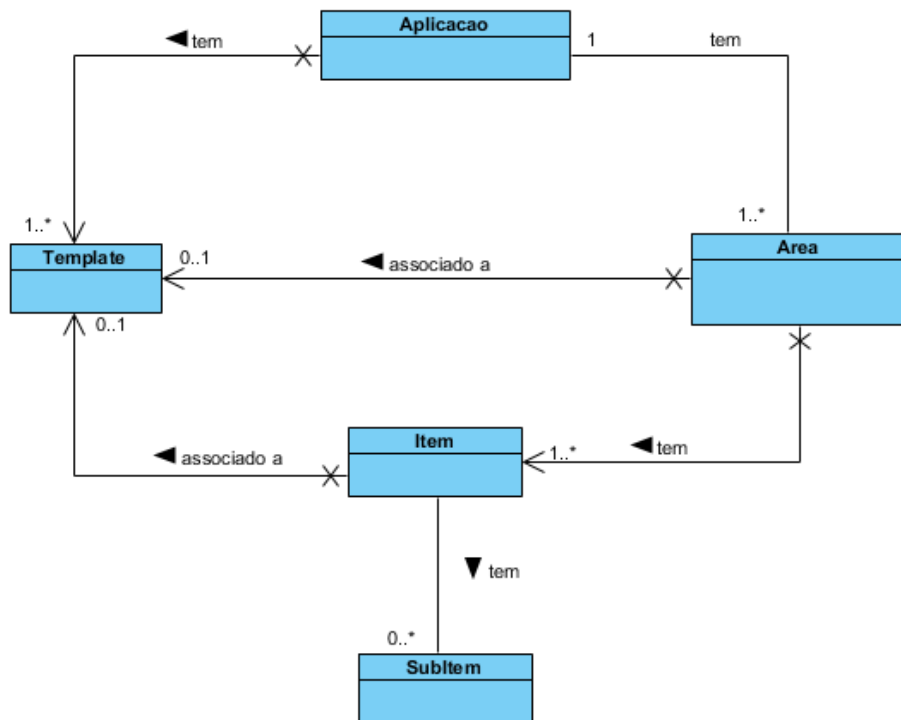 Aplicacao
tem
1
tem
1..*
1..*
Template
0..1
associado a
Area
0..1
Item
1..*
tem
associado a
tem
0..*
SubItem